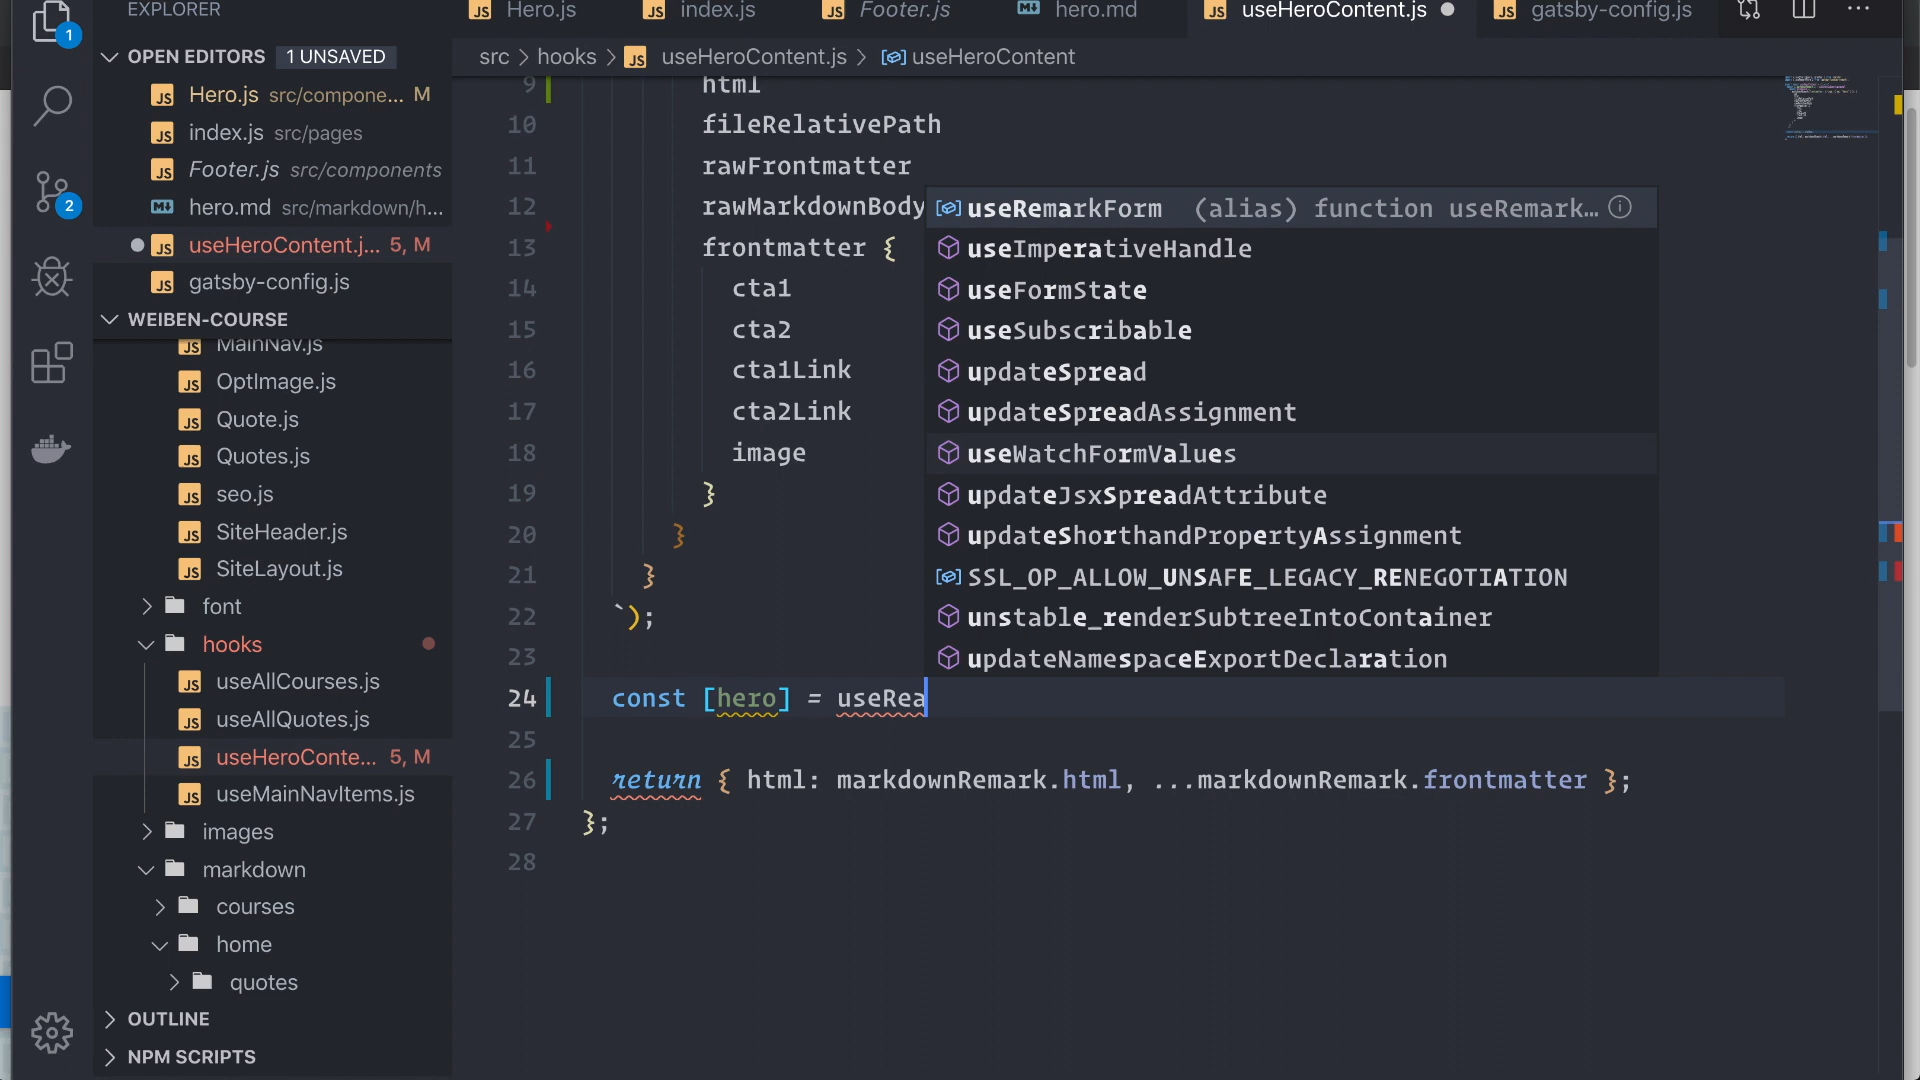 EXPLORER
Hero.js
index.js
Footer.js
hero.md
useHeroContent.js
gatsby-config.js
OPEN EDITORS 1 UNSAVED
src > hooks > useHeroContent.js > useHeroContent
Hero.js src/compone... M
index.js src/pages
Footer.js src/components
hero.md src/markdown/h...
useHeroContent.j... 5, M
gatsby-config.js
WEIBEN-COURSE
MainNav.js
OptImage.js
Quote.js
Quotes.js
seo.js
SiteHeader.js
SiteLayout.js
font
hooks
useAllCourses.js
useAllQuotes.js
useHeroConte... 5, M
useMainNavItems.js
images
markdown
courses
home
quotes
OUTLINE
NPM SCRIPTS
1
2
9 html
10 fileRelativePath
11 rawFrontmatter
12 rawMarkdownBody
13 frontmatter {
14 cta1
15 cta2
16 cta1Link
17 cta2Link
18 image
19 }
20 }
21 }
22 `);
23
24 const [hero] = useRea
25
26 return { html: markdownRemark.html, ...markdownRemark.frontmatter };
27 };
28
useRemarkForm (alias) function useRemark...
useImperativeHandle
useFormState
useSubscribable
updateSpread
updateSpreadAssignment
useWatchFormValues
updateJsxSpreadAttribute
updateShorthandPropertyAssignment
SSL_OP_ALLOW_UNSAFE_LEGACY_RENEGOTIATION
unstable_renderSubtreeIntoContainer
updateNamespaceExportDeclaration